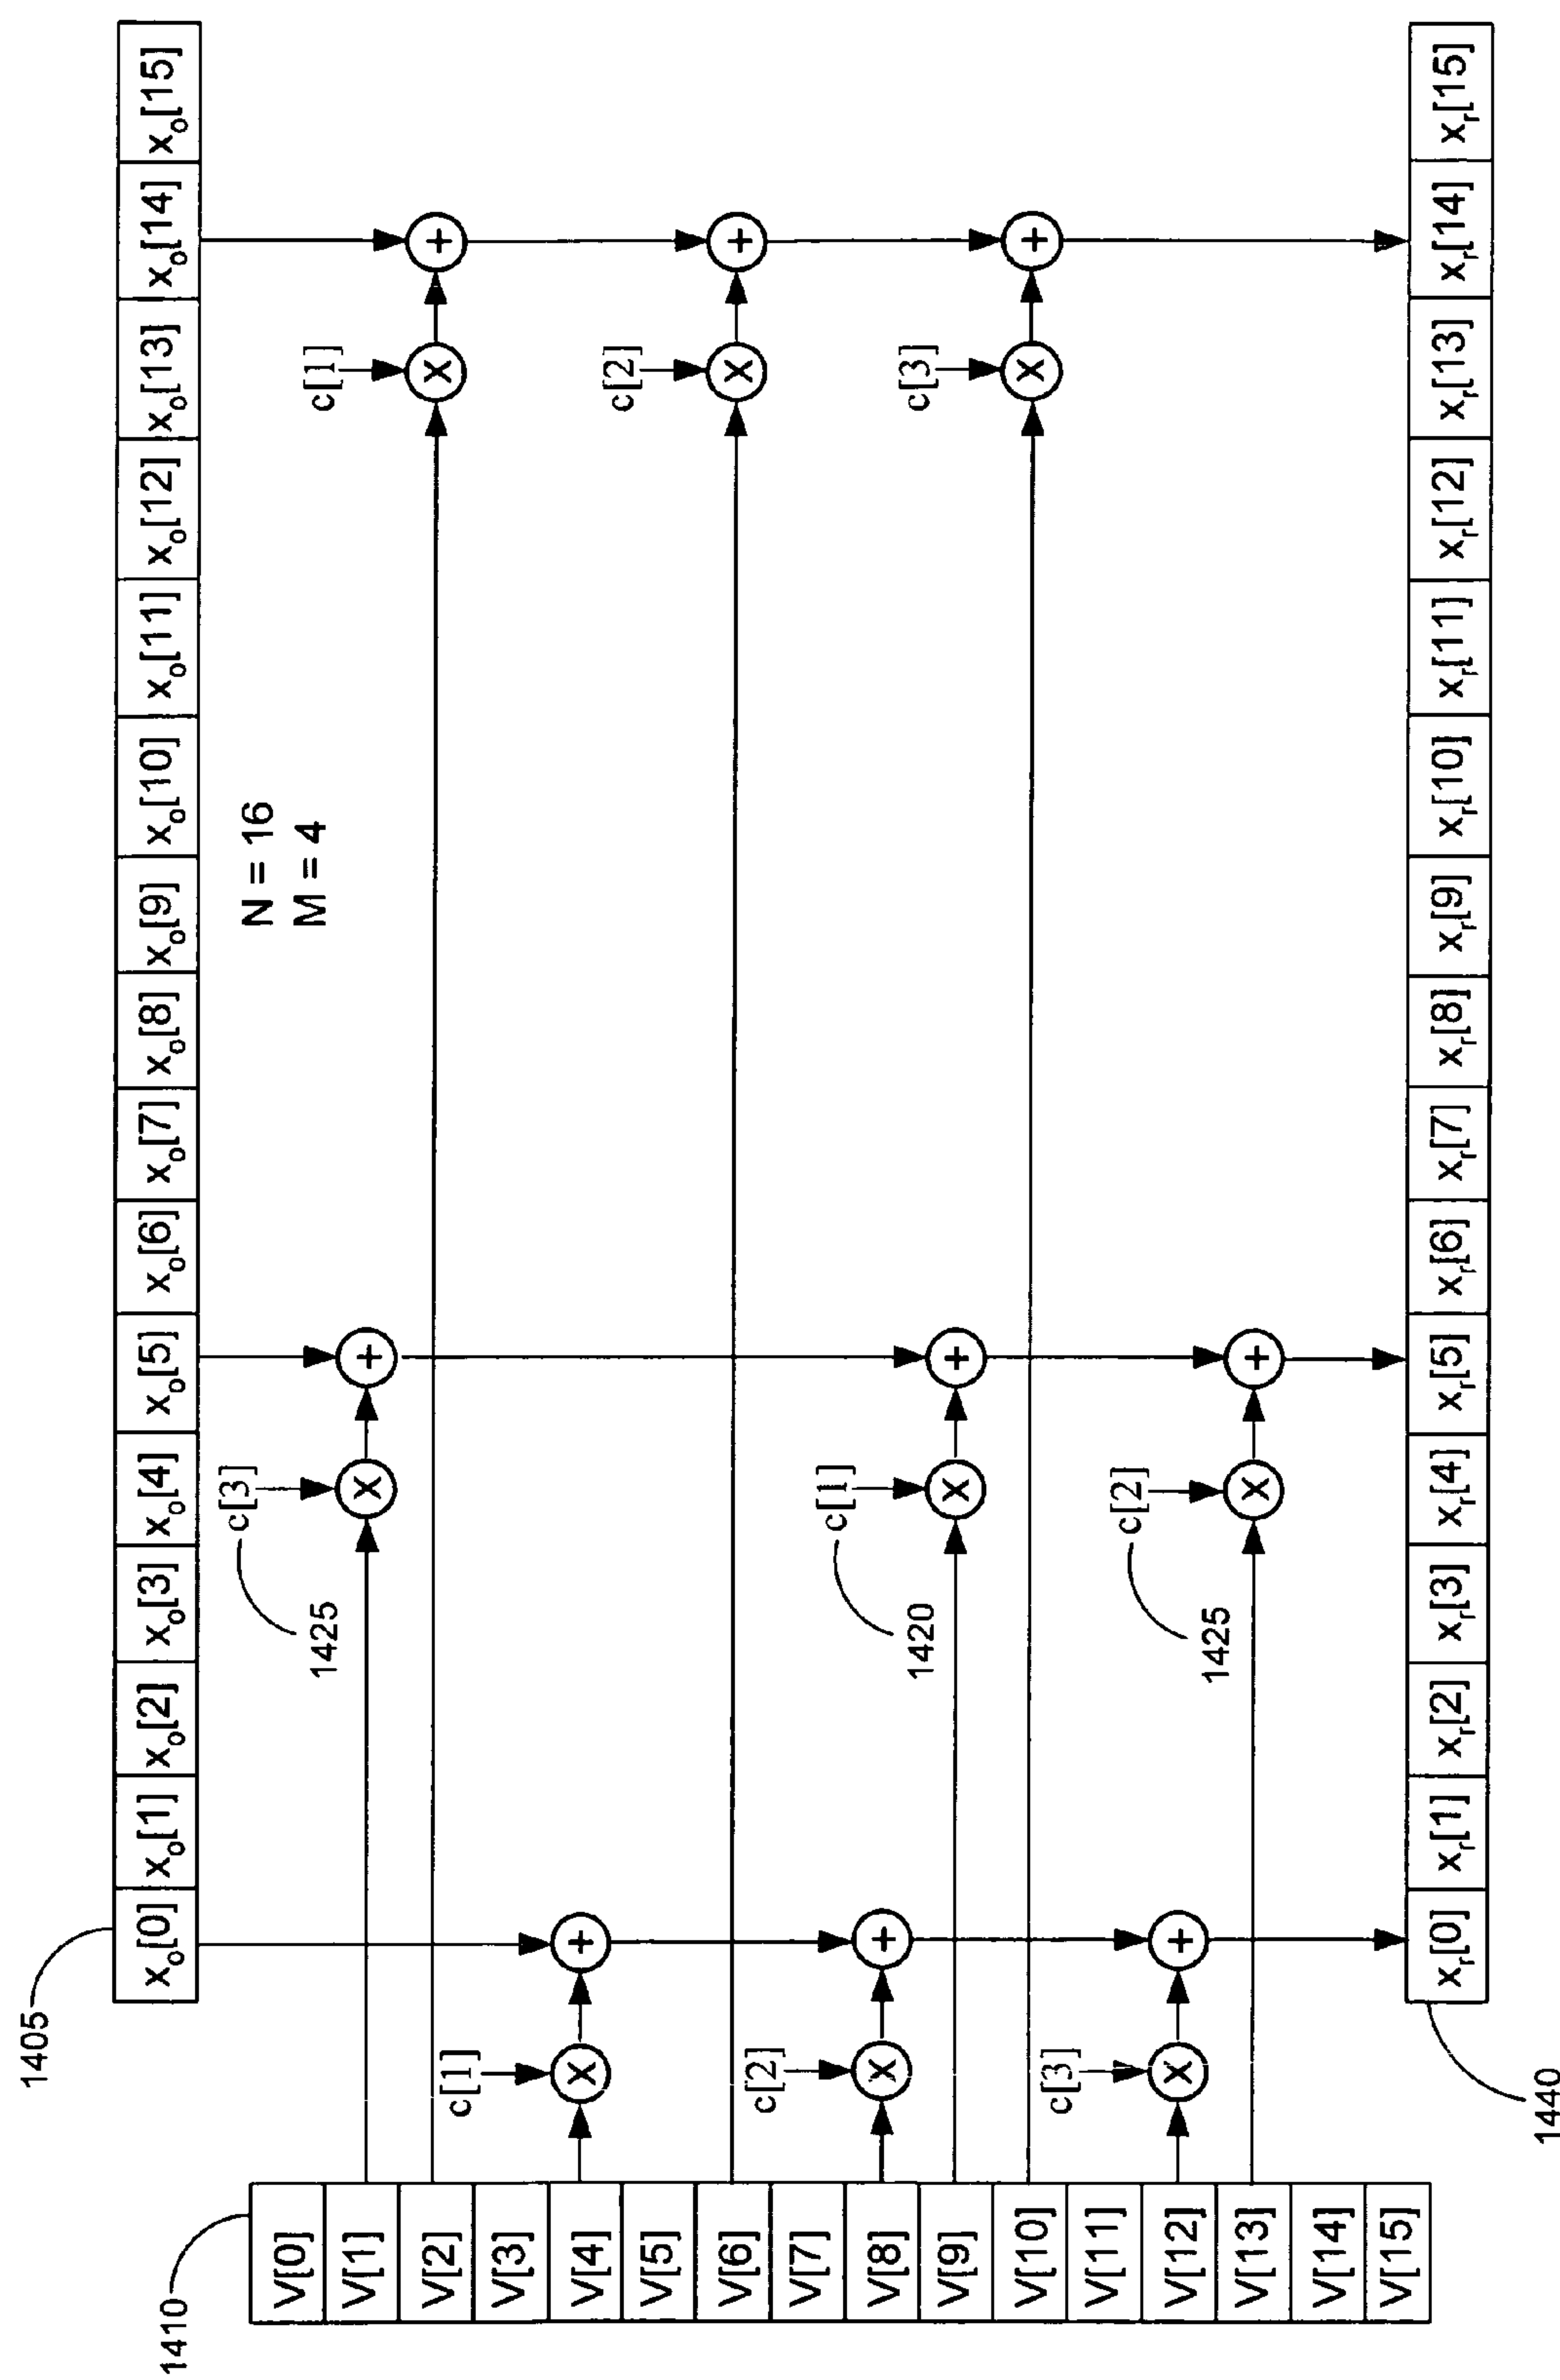 1405
x_o[0] x_o[1] x_o[2] x_o[3] x_o[4] x_o[5] x_o[6] x_o[7] x_o[8] x_o[9] x_o[10] x_o[11] x_o[12] x_o[13] x_o[14] x_o[15]
N = 16
M = 4
1410
V[0]
V[1]
V[2]
V[3]
V[4]
V[5]
V[6]
V[7]
V[8]
V[9]
V[10]
V[11]
V[12]
V[13]
V[14]
V[15]
c[3]
1425
x
+
c[1]
x
+
c[1]
x
+
c[2]
x
+
c[2]
x
+
c[1]
1420
x
+
c[3]
x
+
c[3]
x
+
c[2]
1425
x
+
1440
x_r[0] x_r[1] x_r[2] x_r[3] x_r[4] x_r[5] x_r[6] x_r[7] x_r[8] x_r[9] x_r[10] x_r[11] x_r[12] x_r[13] x_r[14] x_r[15]